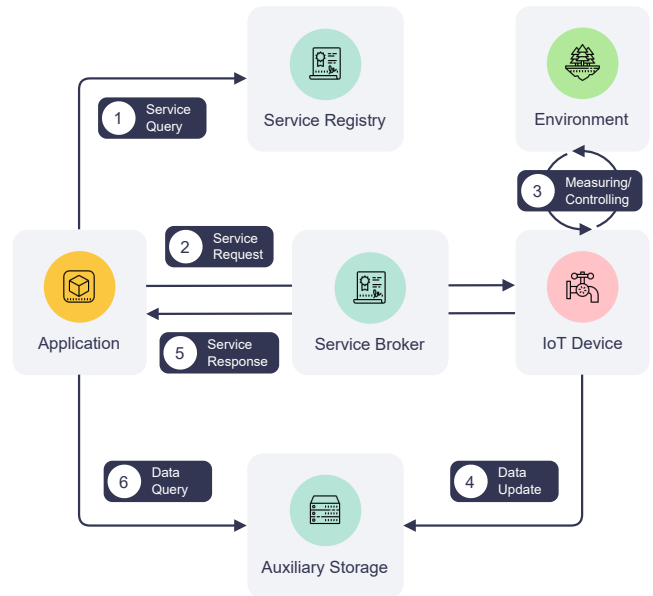 Service Registry
Environment
1
Service
Query
3
Measuring/
Controlling
2
Service
Request
Application
Service Broker
IoT Device
5
Service
Response
6
Data
Query
4
Data
Update
Auxiliary Storage